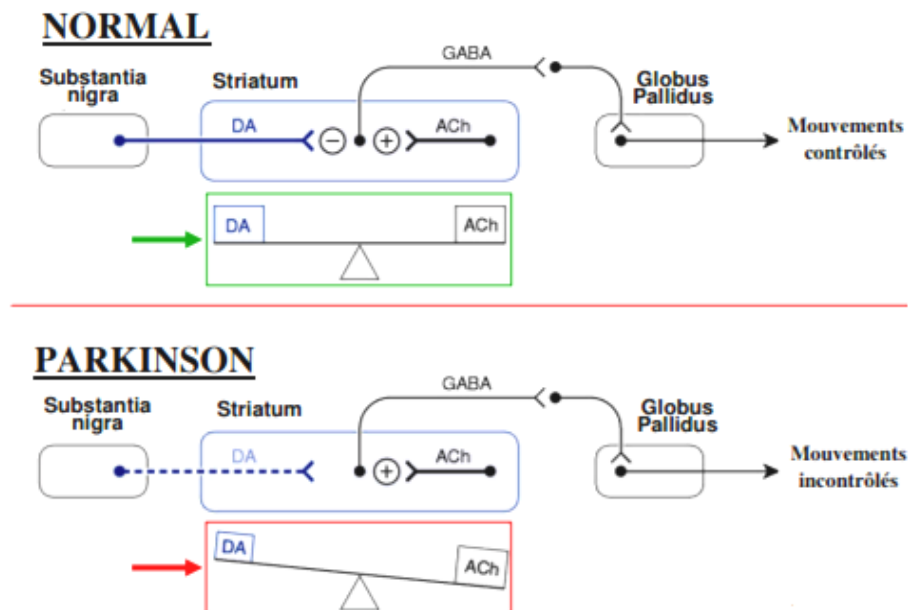 NORMAL
GABA
Substantia
nigra
Striatum
Globus
Pallidus
DA
ACh
Mouvements
contrôlés
DA
ACh
PARKINSON
GABA
Substantia
nigra
Striatum
Globus
Pallidus
DA
ACh
Mouvements
incontrôlés
DA
ACh